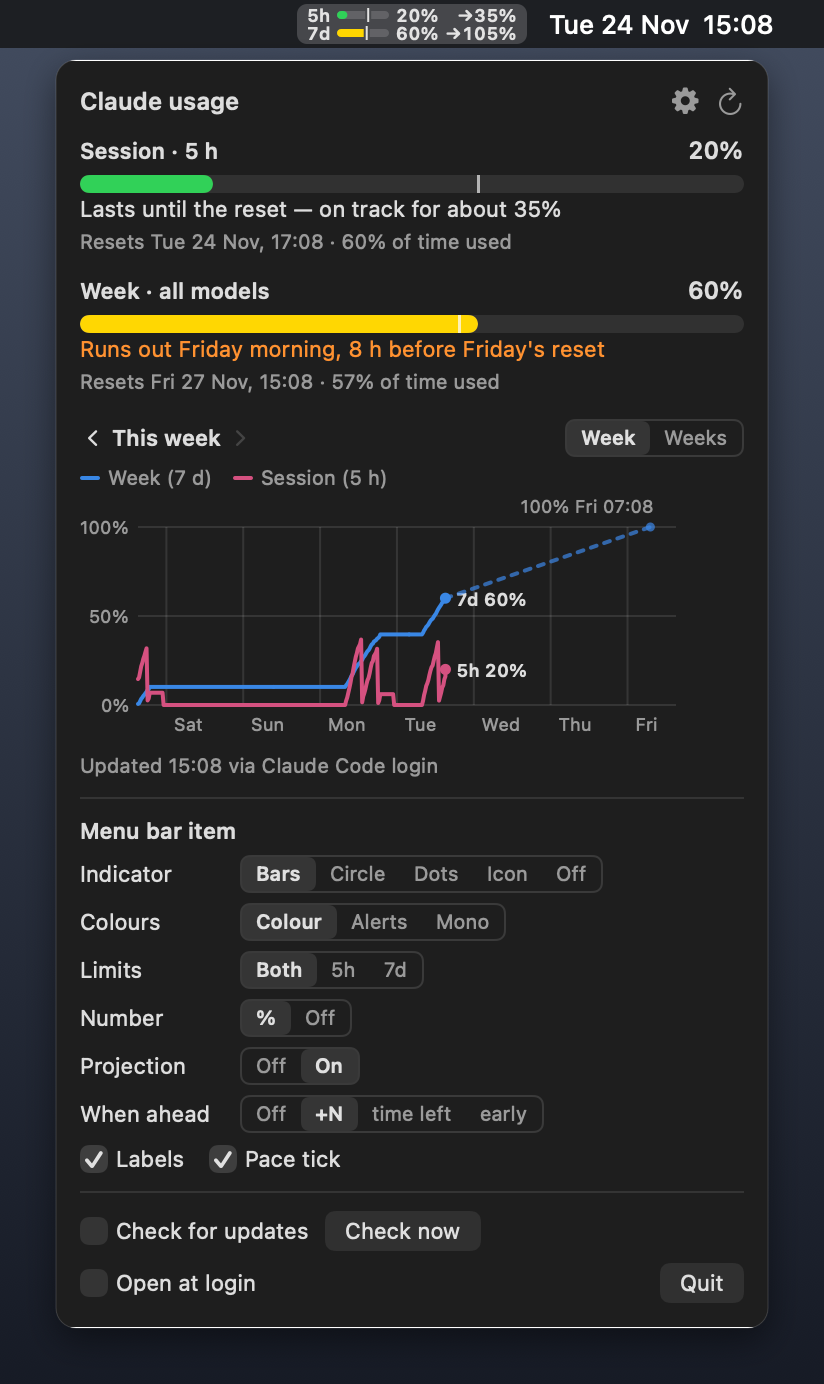 5h 20% →35%
7d 60% →105%
Tue 24 Nov 15:08
Claude usage
Session · 5 h 20%
Lasts until the reset — on track for about 35%
Resets Tue 24 Nov, 17:08 · 60% of time used
Week · all models 60%
Runs out Friday morning, 8 h before Friday's reset
Resets Fri 27 Nov, 15:08 · 57% of time used
This week Week Weeks
Week (7 d) Session (5 h)
100% Fri 07:08
100%
7d 60%
50%
5h 20%
0%
Sat Sun Mon Tue Wed Thu Fri
Updated 15:08 via Claude Code login
Menu bar item
Indicator Bars Circle Dots Icon Off
Colours Colour Alerts Mono
Limits Both 5h 7d
Number % Off
Projection Off On
When ahead Off +N time left early
Labels Pace tick
Check for updates Check now
Open at login Quit